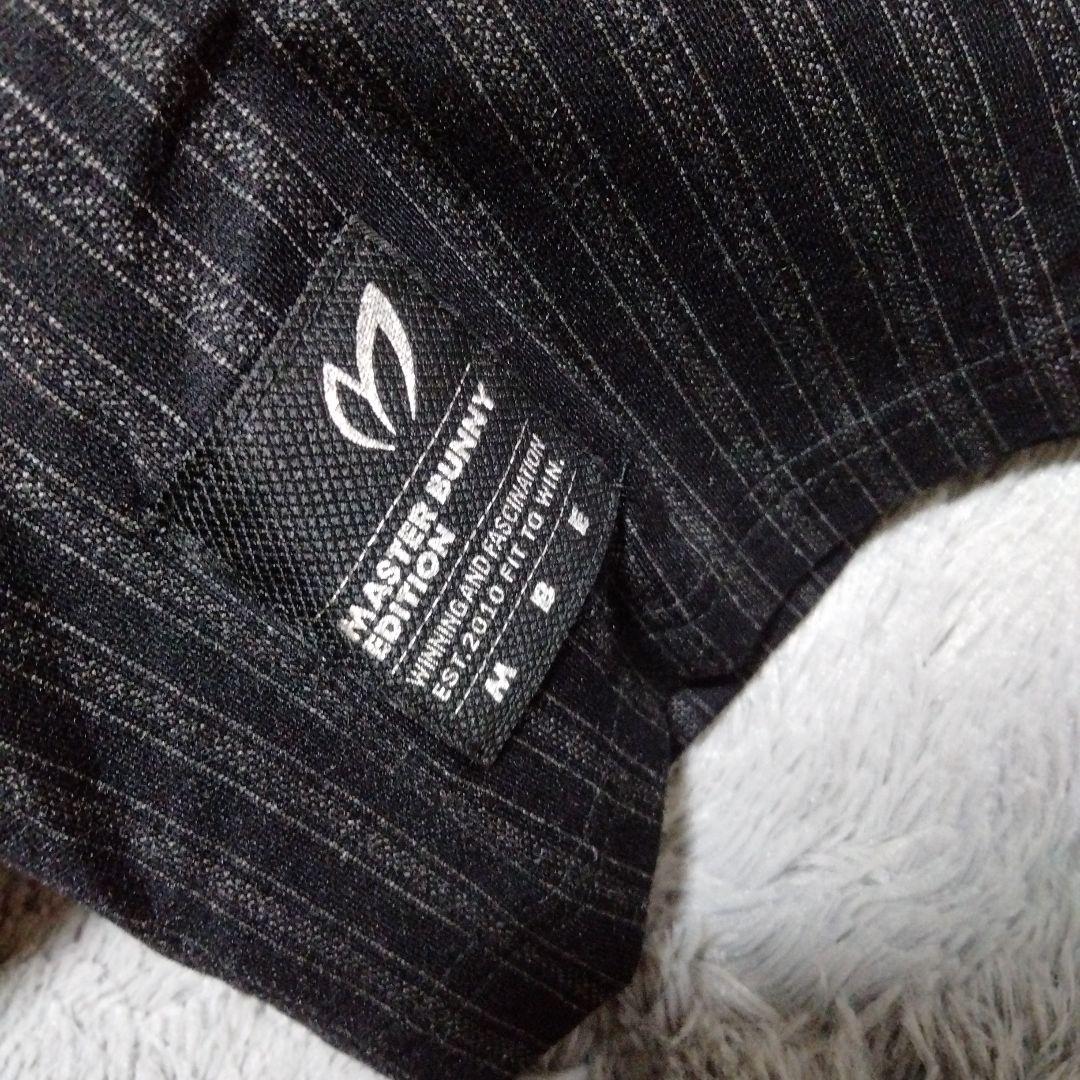 MASTER BUNNY
EDITION
WINNING AND FASCINATION
EST. 2010 FIT TO WIN.
M B E